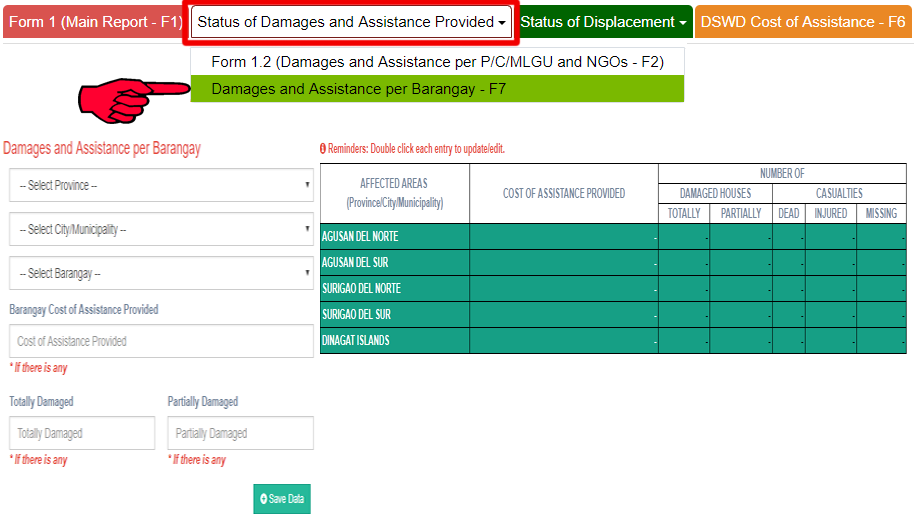 Form 1 (Main Report - F1)
Status of Damages and Assistance Provided
Status of Displacement
DSWD Cost of Assistance - F6
Form 1.2 (Damages and Assistance per P/C/MLGU and NGOs - F2)
Damages and Assistance per Barangay - F7
Damages and Assistance per Barangay
-- Select Province --
-- Select City/Municipality --
-- Select Barangay --
Barangay Cost of Assistance Provided
Cost of Assistance Provided
* If there is any
Totally Damaged
Partially Damaged
Totally Damaged
Partially Damaged
* If there is any
* If there is any
Save Data
Reminders: Double click each entry to update/edit.
AFFECTED AREAS
(Province/City/Municipality)
COST OF ASSISTANCE PROVIDED
NUMBER OF
DAMAGED HOUSES
CASUALTIES
TOTALLY
PARTIALLY
DEAD
INJURED
MISSING
AGUSAN DEL NORTE - - - - - -
AGUSAN DEL SUR - - - - - -
SURIGAO DEL NORTE - - - - - -
SURIGAO DEL SUR - - - - - -
DINAGAT ISLANDS - - - - - -